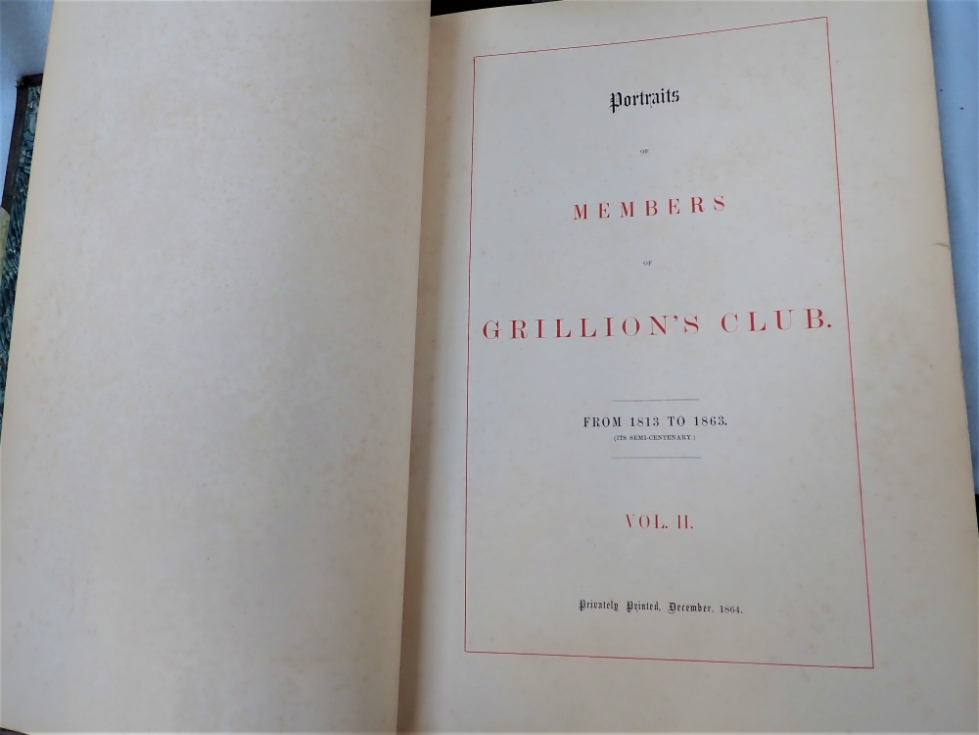 Portraits
OF
MEMBERS
OF
GRILLION'S CLUB.
FROM 1813 TO 1863.
(ITS SEMI-CENTENARY.)
VOL. II.
Privately Printed, December, 1864.